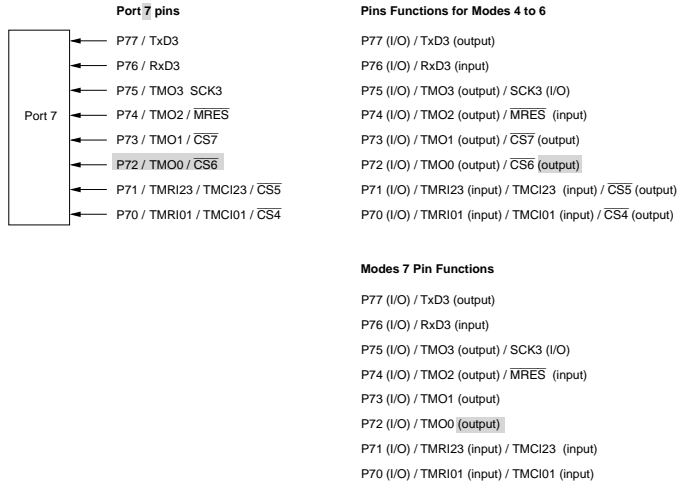 Port 7 pins
Pins Functions for Modes 4 to 6
Port 7
P77 / TxD3
P77 (I/O) / TxD3 (output)
P76 / RxD3
P76 (I/O) / RxD3 (input)
P75 / TMO3 SCK3
P75 (I/O) / TMO3 (output) / SCK3 (I/O)
P74 / TMO2 / MRES
P74 (I/O) / TMO2 (output) / MRES (input)
P73 / TMO1 / CS7
P73 (I/O) / TMO1 (output) / CS7 (output)
P72 / TMO0 / CS6
P72 (I/O) / TMO0 (output) / CS6 (output)
P71 / TMRI23 / TMCI23 / CS5
P71 (I/O) / TMRI23 (input) / TMCI23 (input) / CS5 (output)
P70 / TMRI01 / TMCI01 / CS4
P70 (I/O) / TMRI01 (input) / TMCI01 (input) / CS4 (output)
Modes 7 Pin Functions
P77 (I/O) / TxD3 (output)
P76 (I/O) / RxD3 (input)
P75 (I/O) / TMO3 (output) / SCK3 (I/O)
P74 (I/O) / TMO2 (output) / MRES (input)
P73 (I/O) / TMO1 (output)
P72 (I/O) / TMO0 (output)
P71 (I/O) / TMRI23 (input) / TMCI23 (input)
P70 (I/O) / TMRI01 (input) / TMCI01 (input)